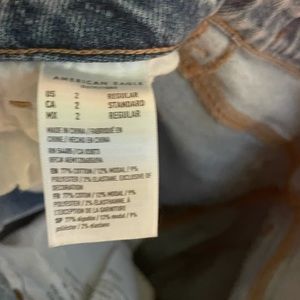 AMERICAN EAGLE
US 2 REGULAR
CA 2 STANDARD
MX 2 REGULAR
MADE IN CHINA / FABRIQUÉ EN
CHINE / HECHO EN CHINA
EN 77% COTTON / 12% MODAL / 9%
POLYESTER / 2% ELASTANE, EXCLUSIVE OF
DECORATION
FR 77% COTON / 12% MODAL / 9%
POLYESTER / 2% ÉLASTHANNE, À
L'EXCEPTION DE LA GARNITURE
SP 77% algodón / 12% modal / 9%
poliéster / 2% elastano